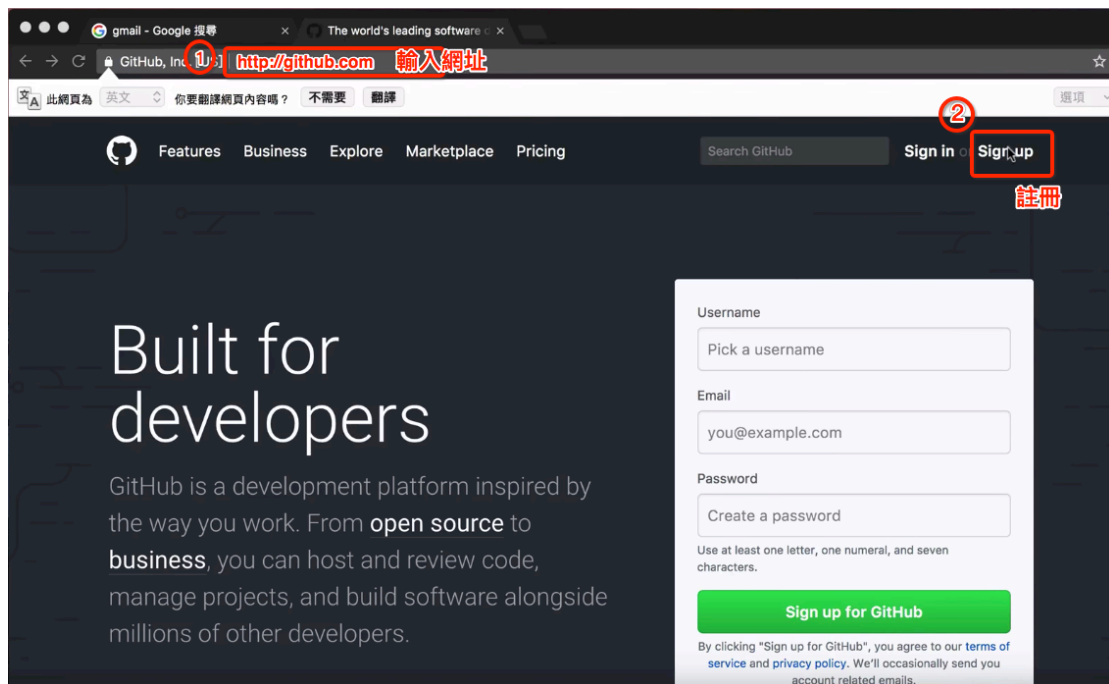 gmail - Google 搜尋
The world's leading software
1
GitHub, Inc. [US]
http://github.com
輸入網址
此網頁為
英文
你要翻譯網頁內容嗎？
不需要
翻譯
選項
2
Features
Business
Explore
Marketplace
Pricing
Search GitHub
Sign in or Sign up
註冊
Built for
developers
GitHub is a development platform inspired by
the way you work. From open source to
business, you can host and review code,
manage projects, and build software alongside
millions of other developers.
Username
Pick a username
Email
you@example.com
Password
Create a password
Use at least one letter, one numeral, and seven
characters.
Sign up for GitHub
By clicking "Sign up for GitHub", you agree to our terms of
service and privacy policy. We'll occasionally send you
account related emails.